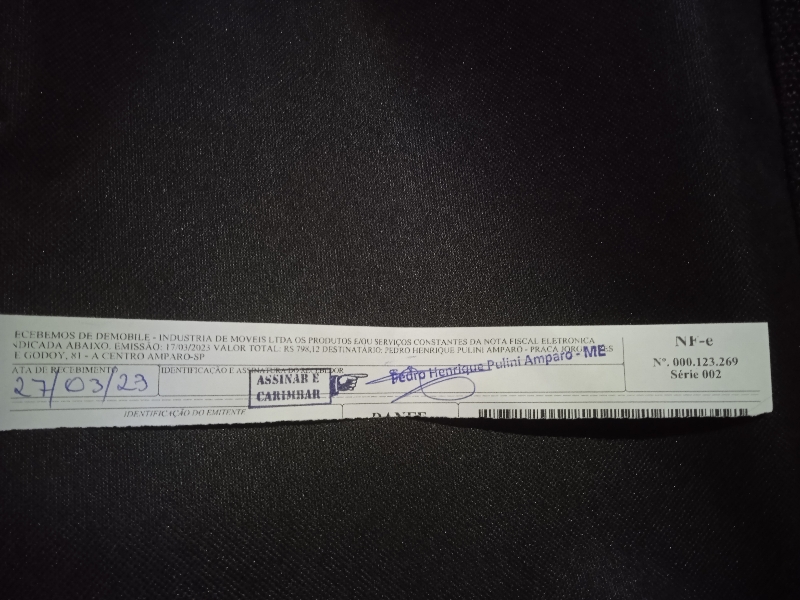 ECEBEMOS DE DEMOBILE - INDUSTRIA DE MOVEIS LTDA OS PRODUTOS E/OU SERVIÇOS CONSTANTES DA NOTA FISCAL ELETRONICA
NDICADA ABAIXO. EMISSÃO: 17/03/2023 VALOR TOTAL: R$ 798,12 DESTINATÁRIO: PEDRO HENRIQUE PULINI AMPARO - PRACA JORGE
E GODOY, 81 - A CENTRO AMPARO-SP
NF-e
Nº. 000.123.269
Série 002
ATA DE RECEBIMENTO
27/03/23
IDENTIFICAÇÃO E ASSINATURA DO RECEBEDOR
ASSINAR E
CARIMBAR
Pedro Henrique Pulini Amparo - ME
IDENTIFICAÇÃO DO EMITENTE
DANFE